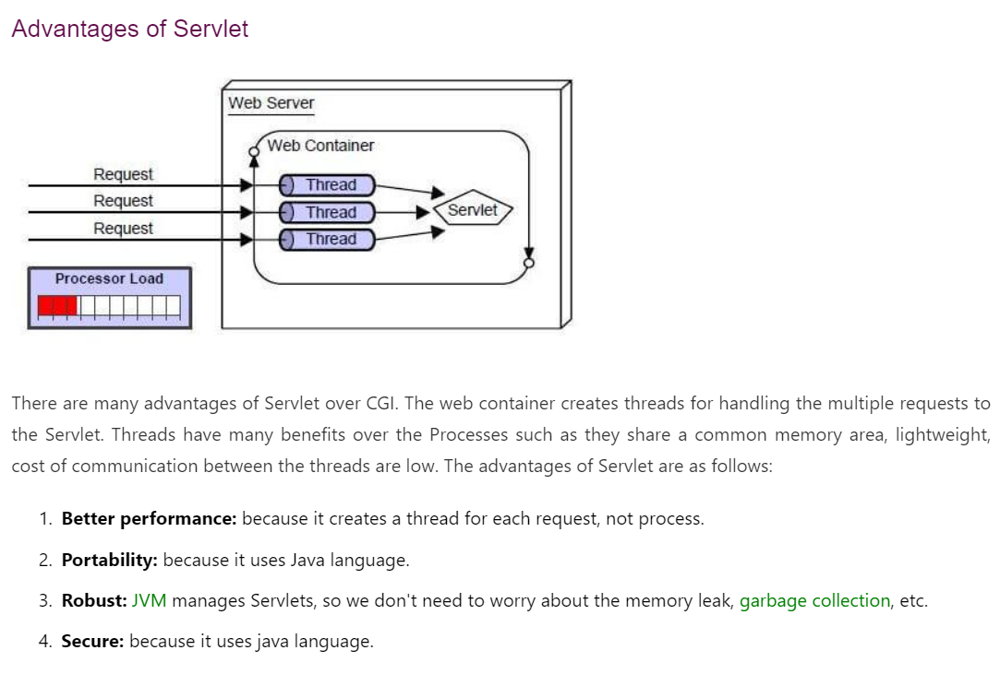 Advantages of Servlet
Web Server
Web Container
Request
Thread
Request
Thread
Servlet
Request
Thread
Processor Load
There are many advantages of Servlet over CGI. The web container creates threads for handling the multiple requests to
the Servlet. Threads have many benefits over the Processes such as they share a common memory area, lightweight,
cost of communication between the threads are low. The advantages of Servlet are as follows:
1. Better performance: because it creates a thread for each request, not process.
2. Portability: because it uses Java language.
3. Robust: JVM manages Servlets, so we don't need to worry about the memory leak, garbage collection, etc.
4. Secure: because it uses java language.